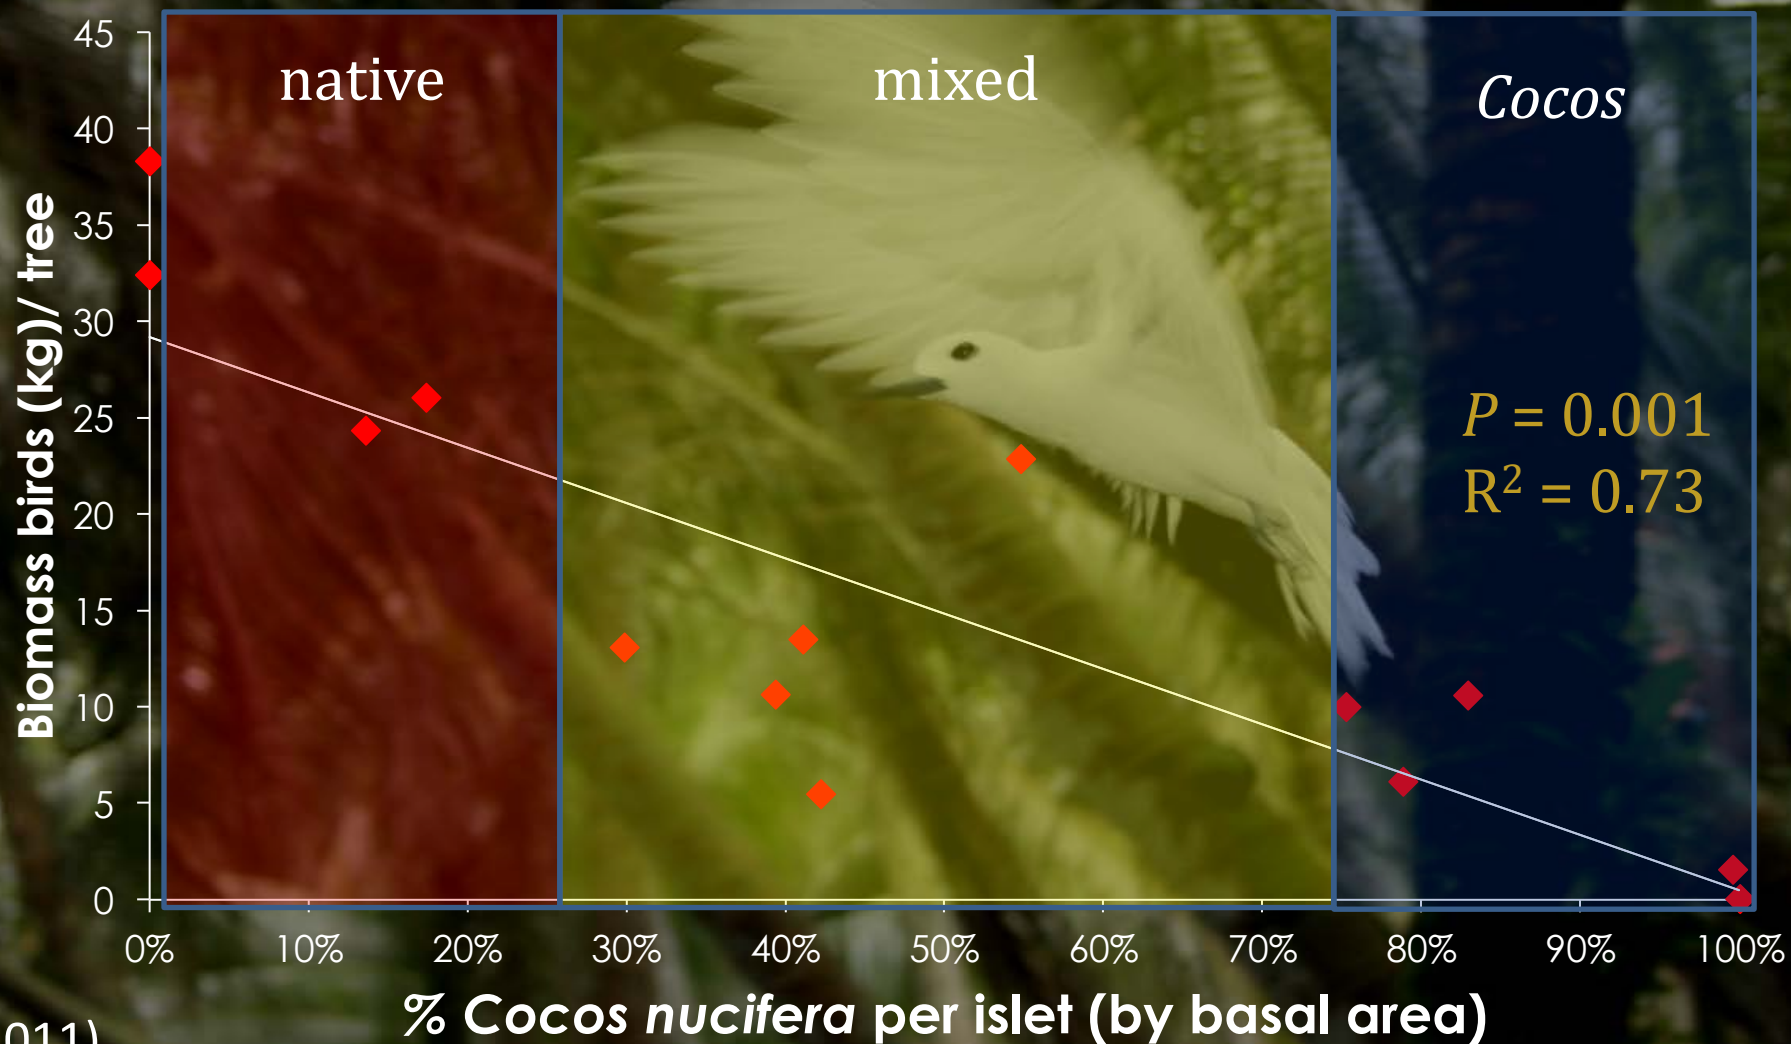 native
mixed
Cocos
45
40
35
30
25
20
15
10
5
0
Biomass birds (kg)/ tree
P = 0.001
R² = 0.73
0% 10% 20% 30% 40% 50% 60% 70% 80% 90% 100%
% Cocos nucifera per islet (by basal area)
011)